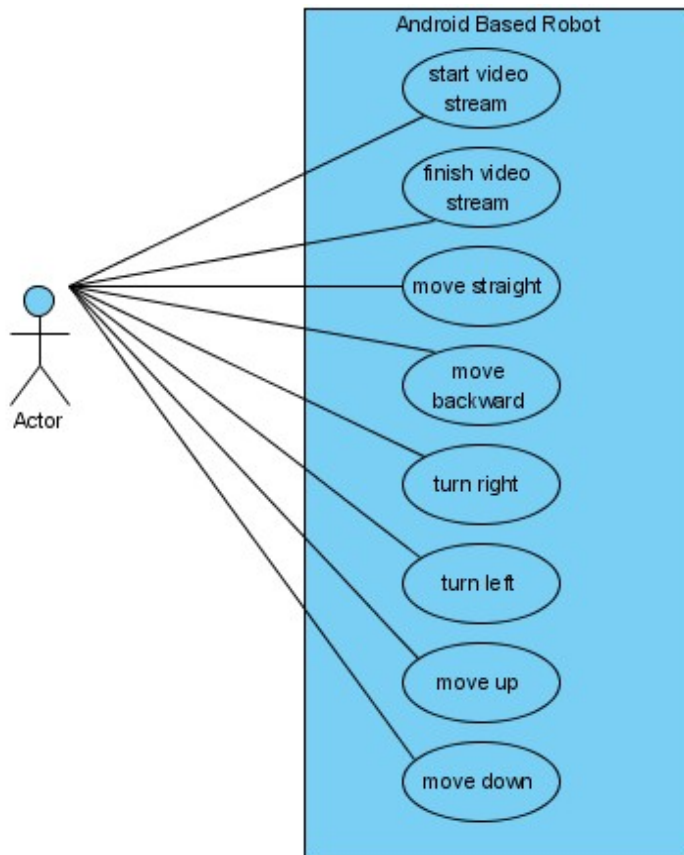 Android Based Robot
start video
stream
finish video
stream
move straight
move
backward
turn right
turn left
move up
move down
Actor